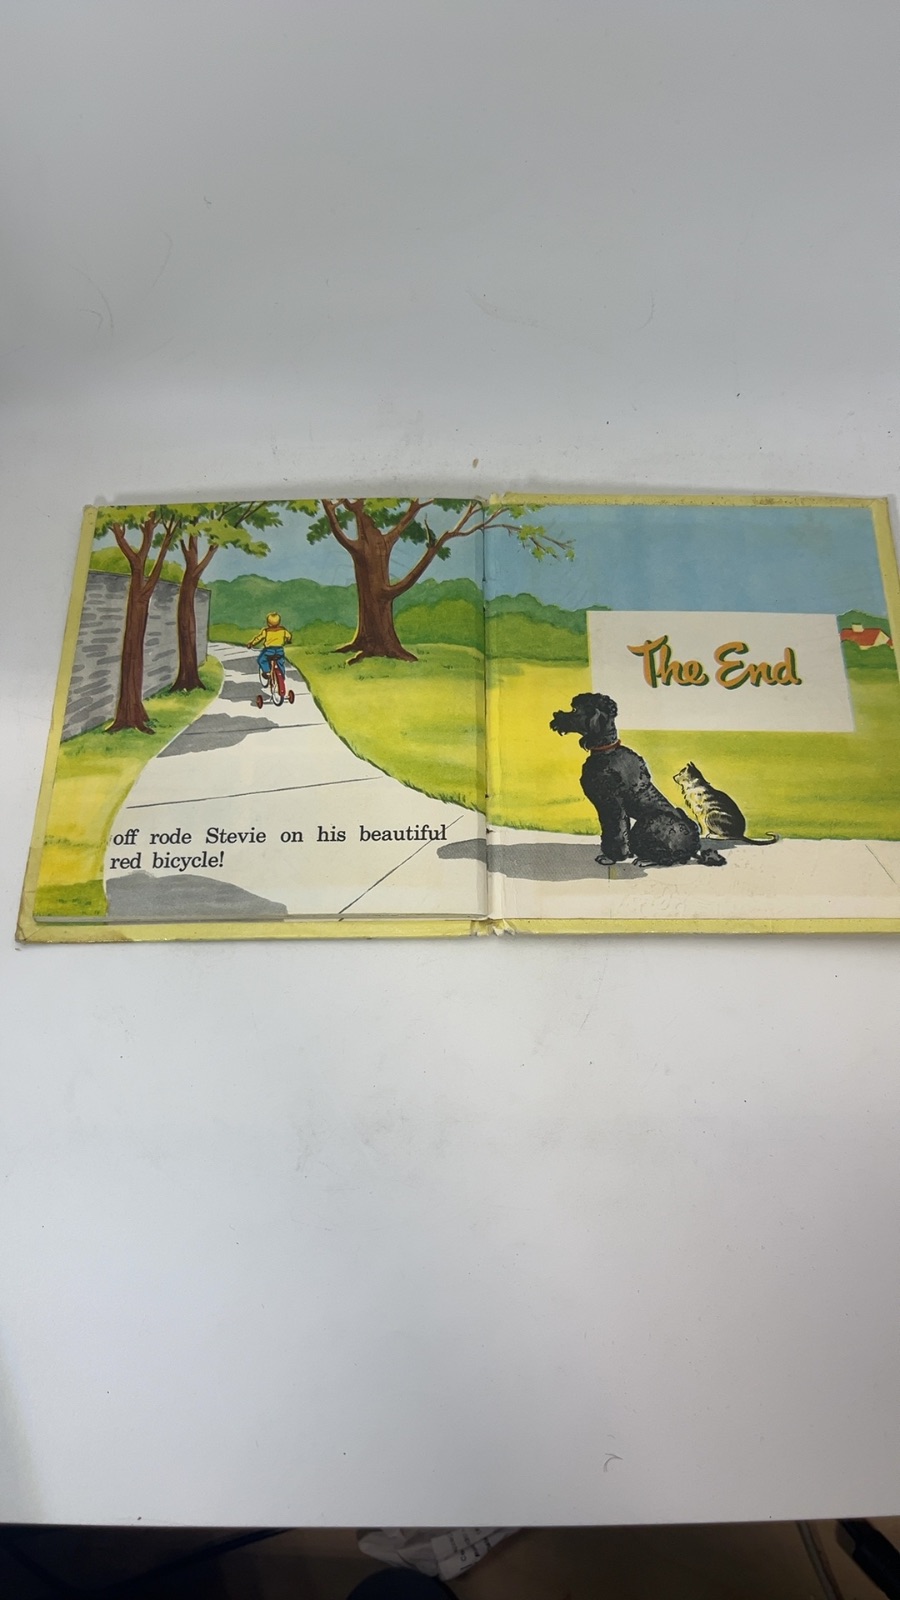 off rode Stevie on his beautiful
red bicycle!
The End